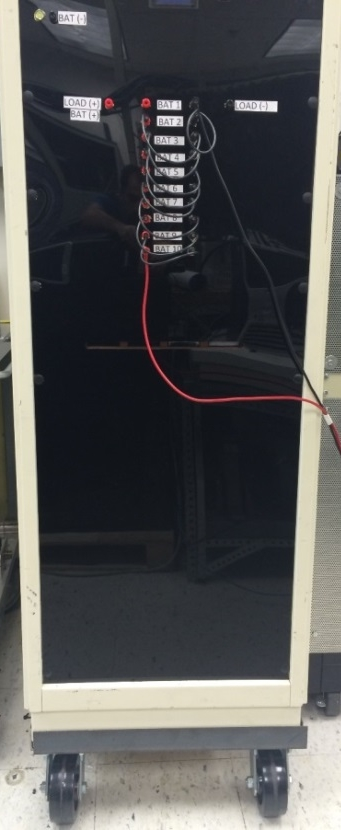 BAT (-)
LOAD (+)
BAT (+)
BAT 1
LOAD (-)
BAT 2
BAT 3
BAT 4
BAT 5
BAT 6
BAT 7
BAT 8
BAT 9
BAT 10